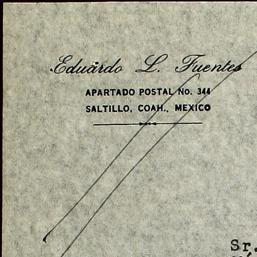 Eduardo L. Fuentes
APARTADO POSTAL No. 344
SALTILLO, COAH., MEXICO
Sr.